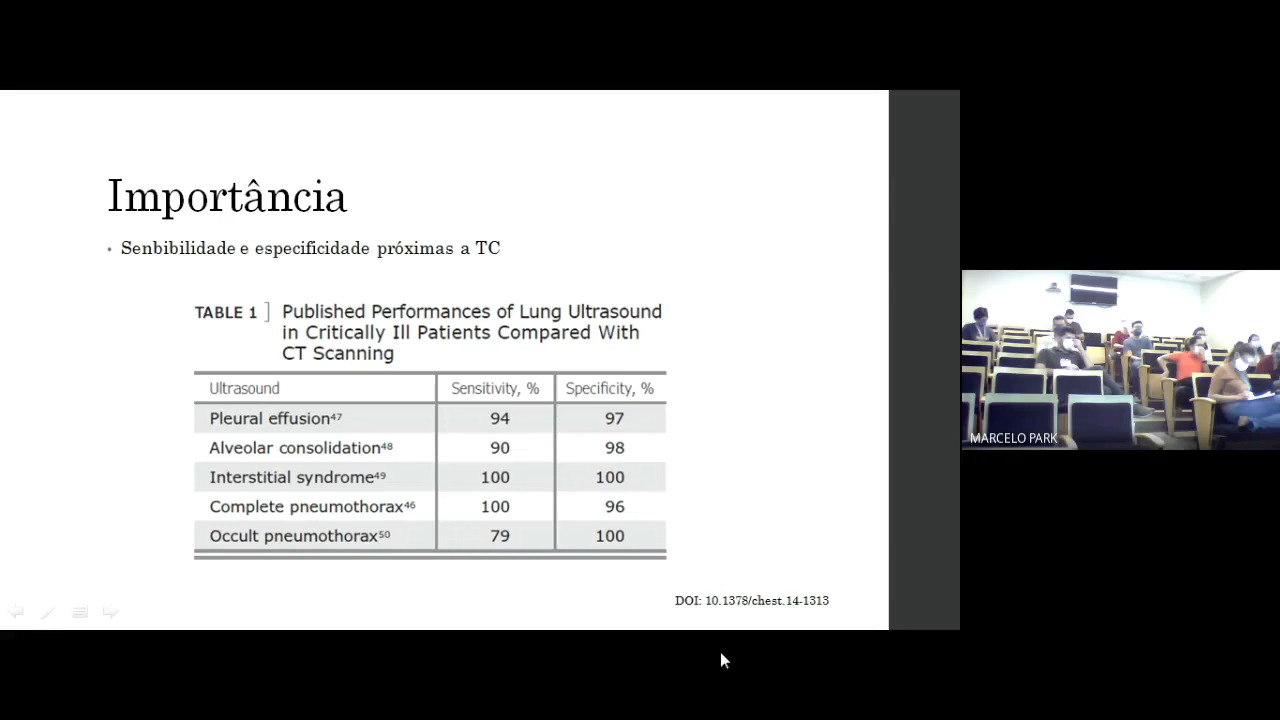 Importância
• Senbibilidade e especificidade próximas a TC
TABLE 1 ] Published Performances of Lung Ultrasound
in Critically Ill Patients Compared With
CT Scanning
Ultrasound Sensitivity, % Specificity, %
Pleural effusion⁴⁷ 94 97
Alveolar consolidation⁴⁸ 90 98
Interstitial syndrome⁴⁹ 100 100
Complete pneumothorax⁴⁶ 100 96
Occult pneumothorax⁵⁰ 79 100
DOI: 10.1378/chest.14-1313
MARCELO PARK